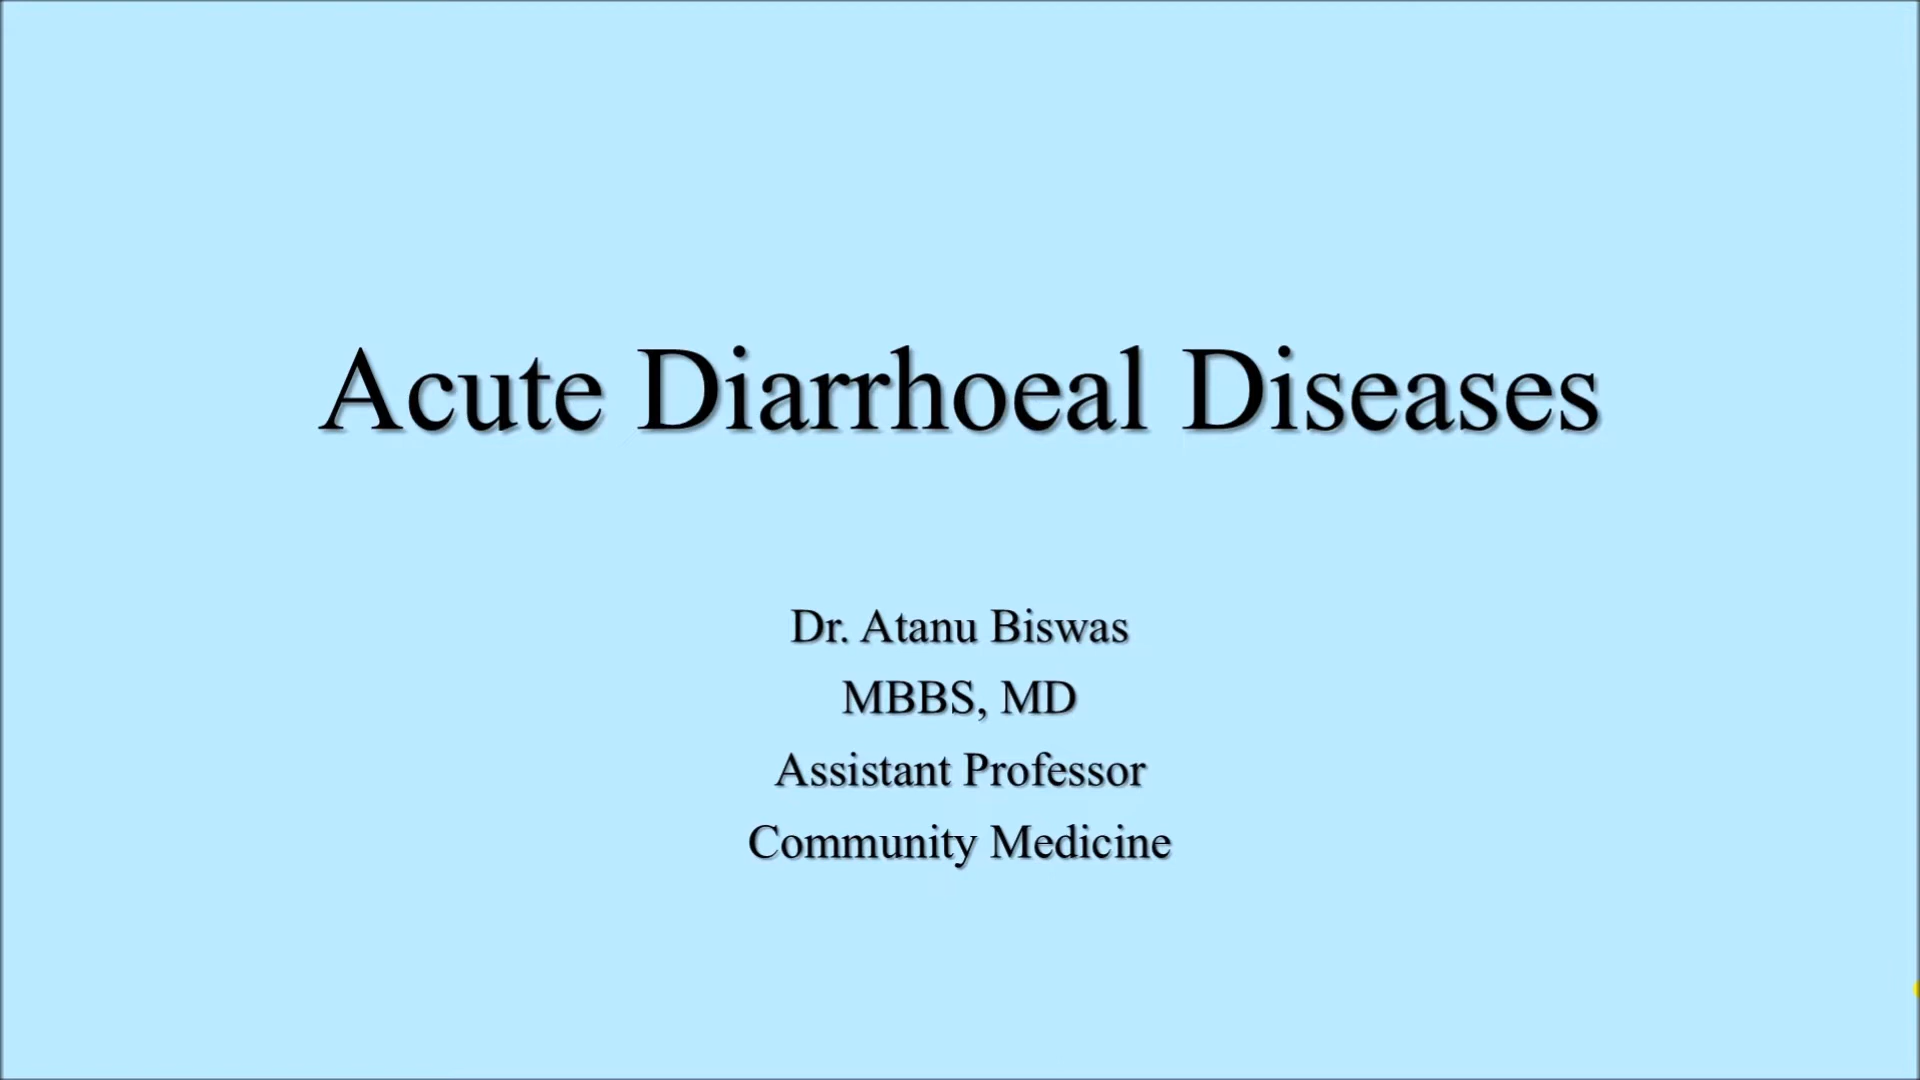 Acute Diarrhoeal Diseases
Dr. Atanu Biswas
MBBS, MD
Assistant Professor
Community Medicine